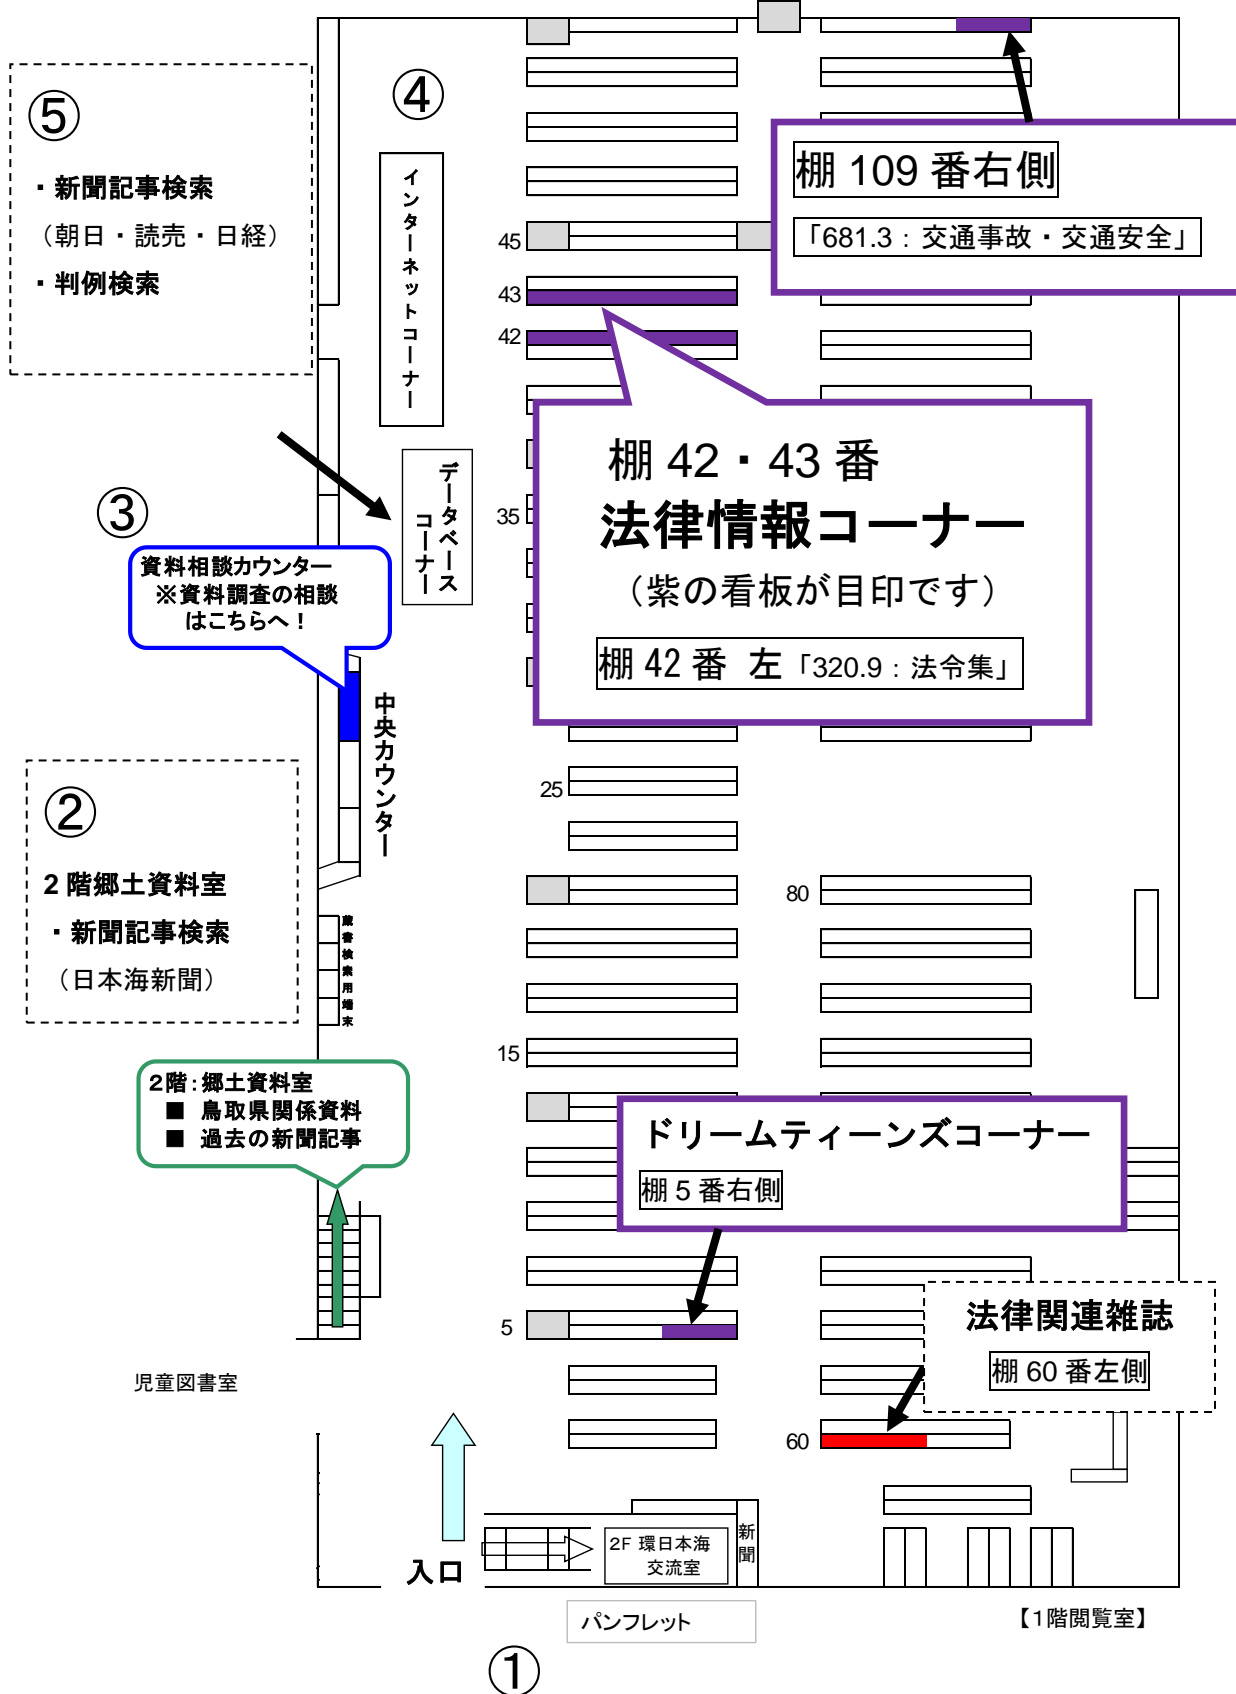 ⑤
・新聞記事検索
（朝日・読売・日経）
・判例検索
④
インターネットコーナー
棚 109 番右側
「681.3：交通事故・交通安全」
45
43
42
棚 42・43 番
法律情報コーナー
（紫の看板が目印です）
棚 42 番 左「320.9：法令集」
35
データベース
コーナー
③
資料相談カウンター
※資料調査の相談
はこちらへ！
中央カウンター
25
②
2 階郷土資料室
・新聞記事検索
（日本海新聞）
80
蔵書検索用端末
15
2階：郷土資料室
■ 鳥取県関係資料
■ 過去の新聞記事
ドリームティーンズコーナー
棚 5 番右側
5
法律関連雑誌
棚 60 番左側
児童図書室
60
入口
2F 環日本海
交流室
新聞
パンフレット
【1階閲覧室】
①